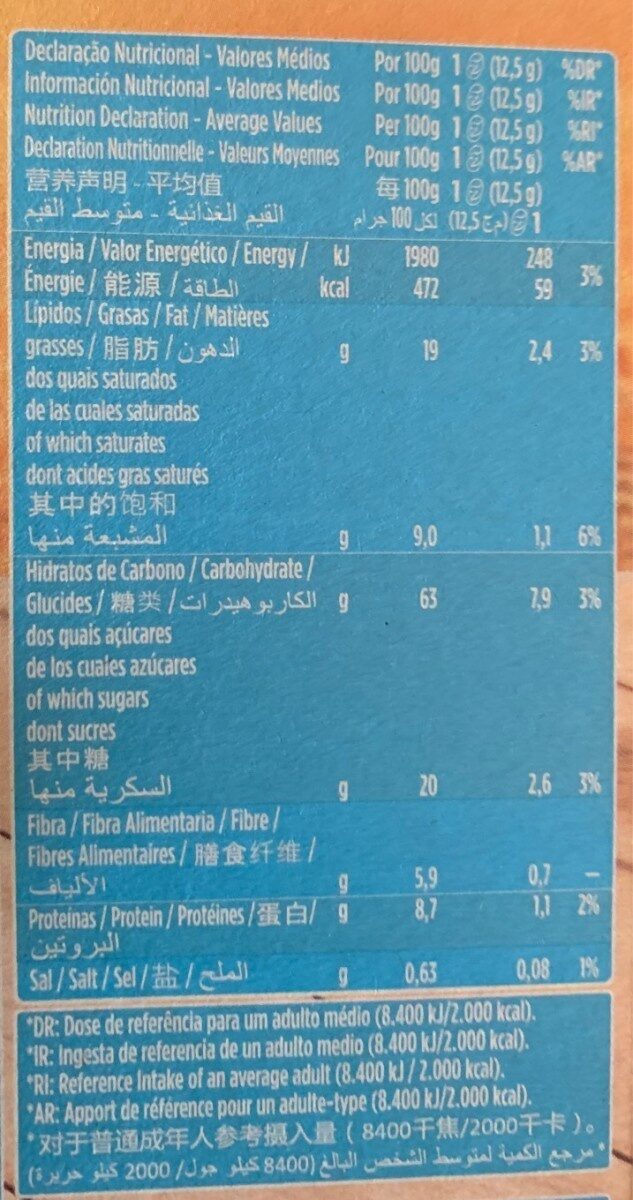 Declaração Nutricional - Valores Médios Por 100g 1 (12,5 g) %DR*
Información Nutricional - Valores Medios Por 100g 1 (12,5 g) %IR*
Nutrition Declaration - Average Values Per 100g 1 (12,5 g) %RI*
Declaration Nutritionnelle - Valeurs Moyennes Pour 100g 1 (12,5 g) %AR*
营养声明 - 平均值 每 100g 1 (12,5 g)
القيم الغذائية - متوسط القيم لكل 100 جرام 1 (12,5 جم)
Energia / Valor Energético / Energy / kJ 1980 248 3%
Énergie / 能源 / الطاقة kcal 472 59
Lípidos / Grasas / Fat / Matières
grasses / 脂肪 / الدهون g 19 2,4 3%
dos quais saturados
de las cuales saturadas
of which saturates
dont acides gras saturés
其中的饱和
المشبعة منها g 9,0 1,1 6%
Hidratos de Carbono / Carbohydrate /
Glucides / 糖类 / الكاربوهيدرات g 63 7,9 3%
dos quais açúcares
de los cuales azúcares
of which sugars
dont sucres
其中糖
السكرية منها g 20 2,6 3%
Fibra / Fibra Alimentaria / Fibre /
Fibres Alimentaires / 膳食纤维 /
الألياف g 5,9 0,7 –
Proteínas / Protein / Protéines / 蛋白 / g 8,7 1,1 2%
البروتين
Sal / Salt / Sel / 盐 / الملح g 0,63 0,08 1%
*DR: Dose de referência para um adulto médio (8.400 kJ/2.000 kcal).
*IR: Ingesta de referencia de un adulto medio (8.400 kJ/2.000 kcal).
*RI: Reference Intake of an average adult (8.400 kJ / 2.000 kcal).
*AR: Apport de référence pour un adulte-type (8.400 kJ/2.000 kcal).
*对于普通成年人参考摄入量 ( 8400千焦/2000千卡 )。
* مرجع الكمية لمتوسط الشخص البالغ (8400 كيلو جول/ 2000 كيلو حريرة)